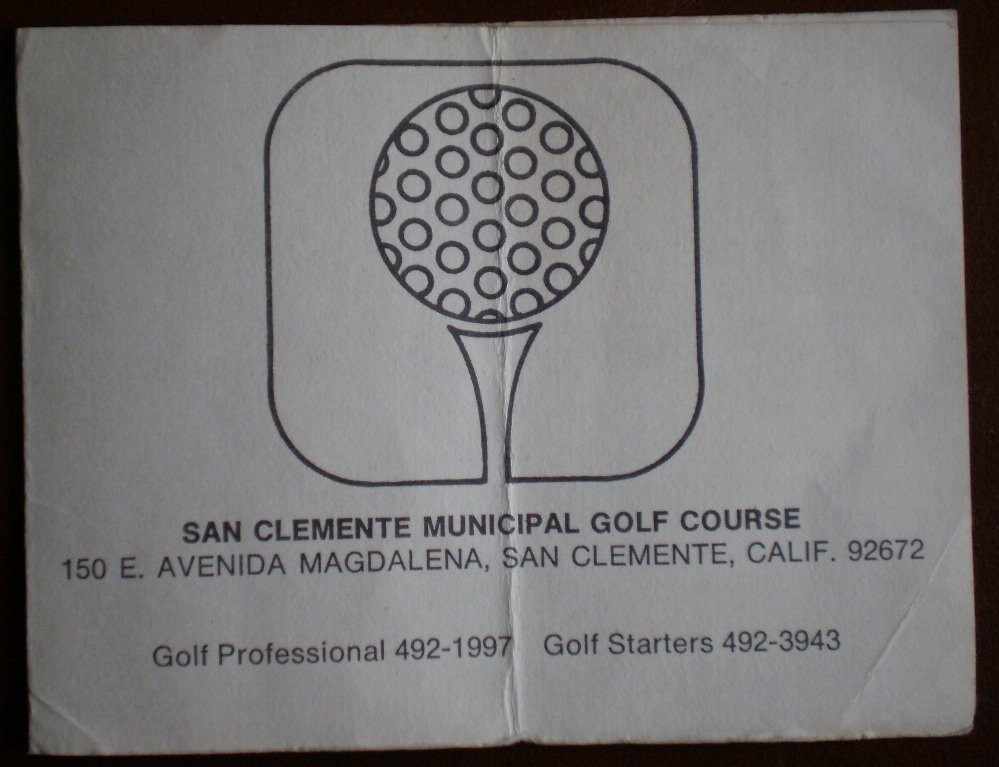 SAN CLEMENTE MUNICIPAL GOLF COURSE
150 E. AVENIDA MAGDALENA, SAN CLEMENTE, CALIF. 92672
Golf Professional 492-1997 Golf Starters 492-3943